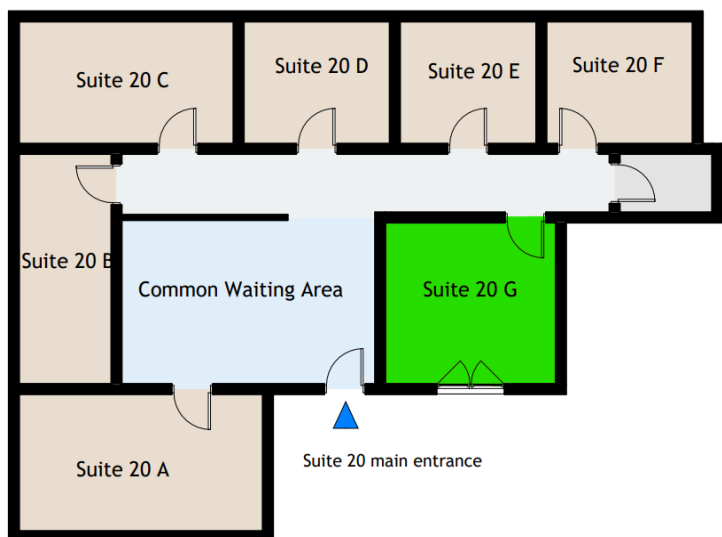 Suite 20 C
Suite 20 D
Suite 20 E
Suite 20 F
Suite 20 B
Common Waiting Area
Suite 20 G
Suite 20 A
Suite 20 main entrance